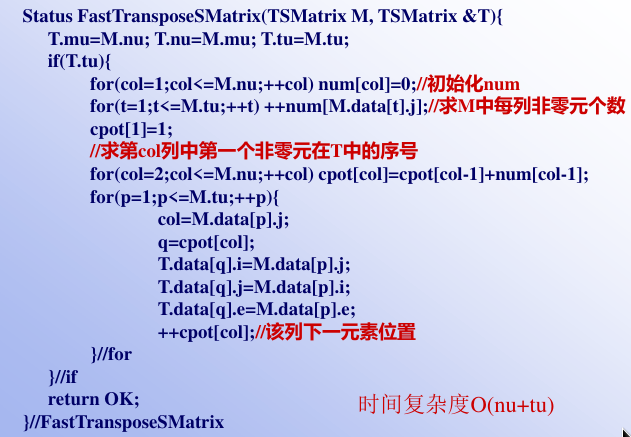 Status FastTransposeSMatrix(TSMatrix M, TSMatrix &T){
T.mu=M.nu; T.nu=M.mu; T.tu=M.tu;
if(T.tu){
for(col=1;col<=M.nu;++col) num[col]=0;//初始化num
for(t=1;t<=M.tu;++t) ++num[M.data[t].j];//求M中每列非零元个数
cpot[1]=1;
//求第col列中第一个非零元在T中的序号
for(col=2;col<=M.nu;++col) cpot[col]=cpot[col-1]+num[col-1];
for(p=1;p<=M.tu;++p){
col=M.data[p].j;
q=cpot[col];
T.data[q].i=M.data[p].j;
T.data[q].j=M.data[p].i;
T.data[q].e=M.data[p].e;
++cpot[col];//该列下一元素位置
}//for
}//if
return OK;
时间复杂度O(nu+tu)
}//FastTransposeSMatrix